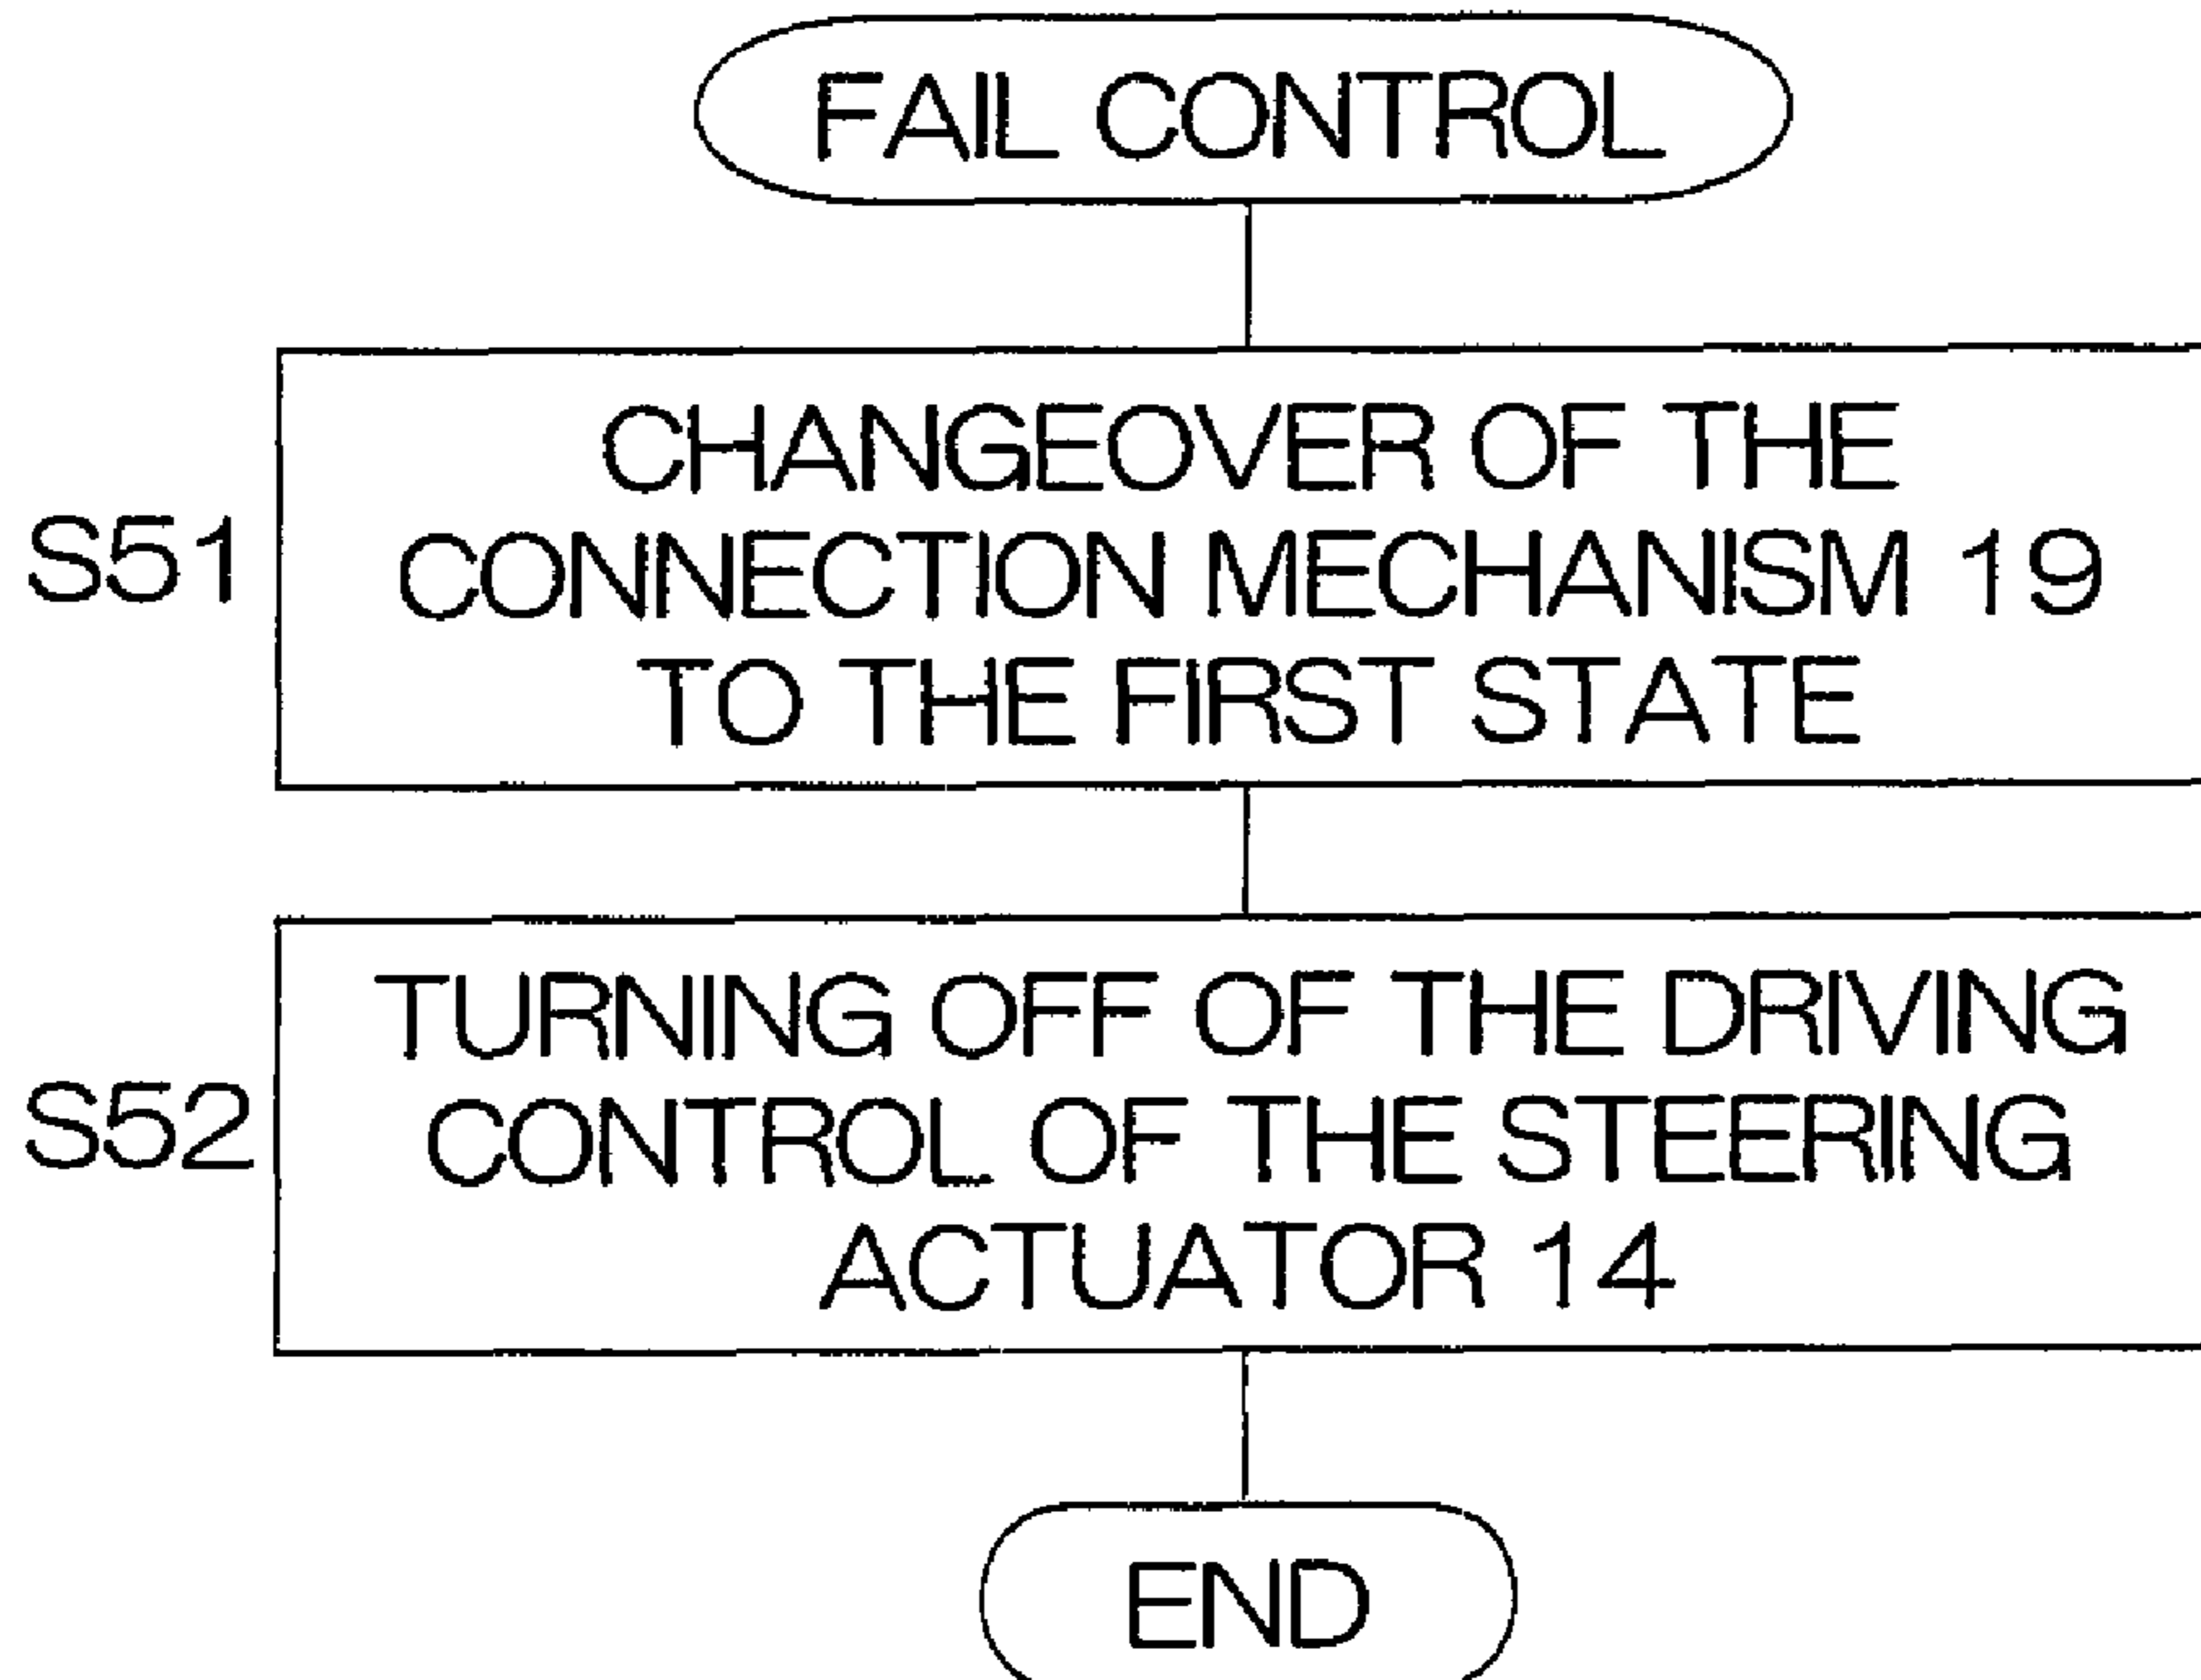 FAIL CONTROL
S51
CHANGEOVER OF THE
CONNECTION MECHANISM 19
TO THE FIRST STATE
S52
TURNING OFF OF THE DRIVING
CONTROL OF THE STEERING
ACTUATOR 14
END